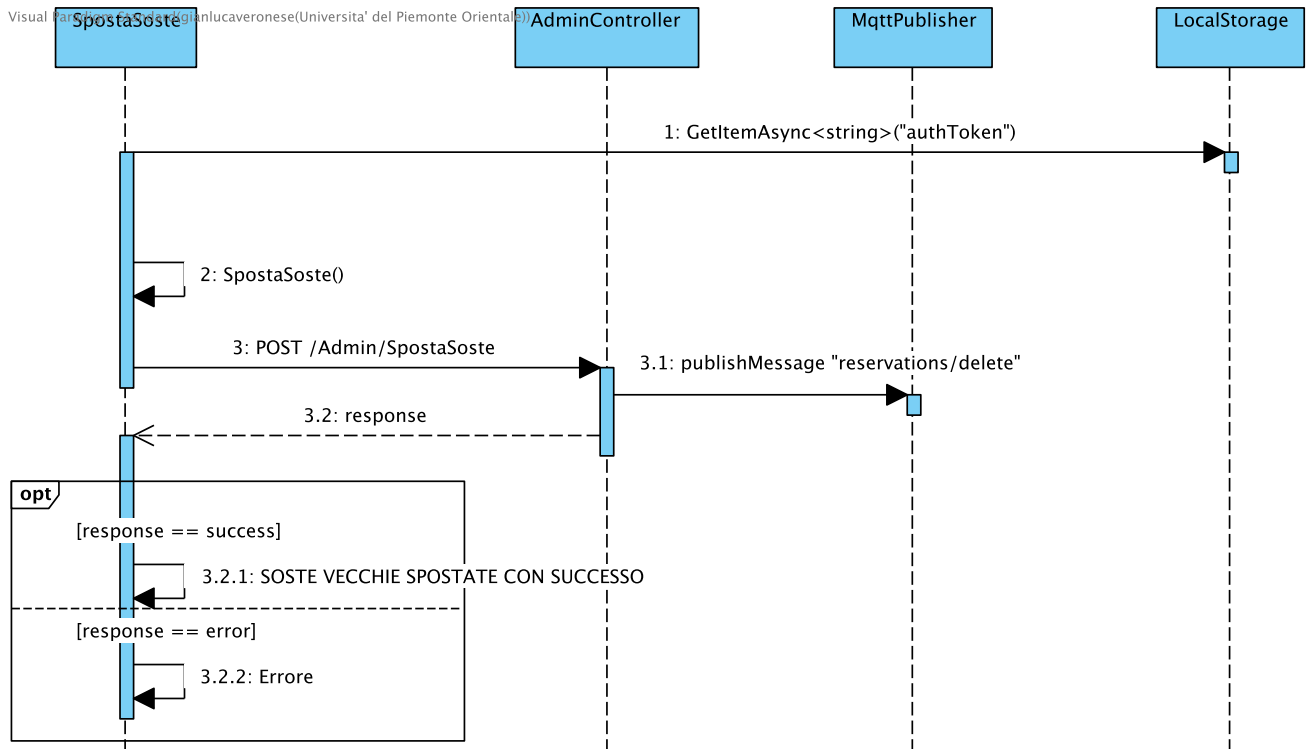 Visual Paradigm Standard(gianlucaveronese(Universita' del Piemonte Orientale))
SpostaSoste
AdminController
MqttPublisher
LocalStorage
1: GetItemAsync<string>("authToken")
2: SpostaSoste()
3: POST /Admin/SpostaSoste
3.1: publishMessage "reservations/delete"
3.2: response
opt
[response == success]
3.2.1: SOSTE VECCHIE SPOSTATE CON SUCCESSO
[response == error]
3.2.2: Errore